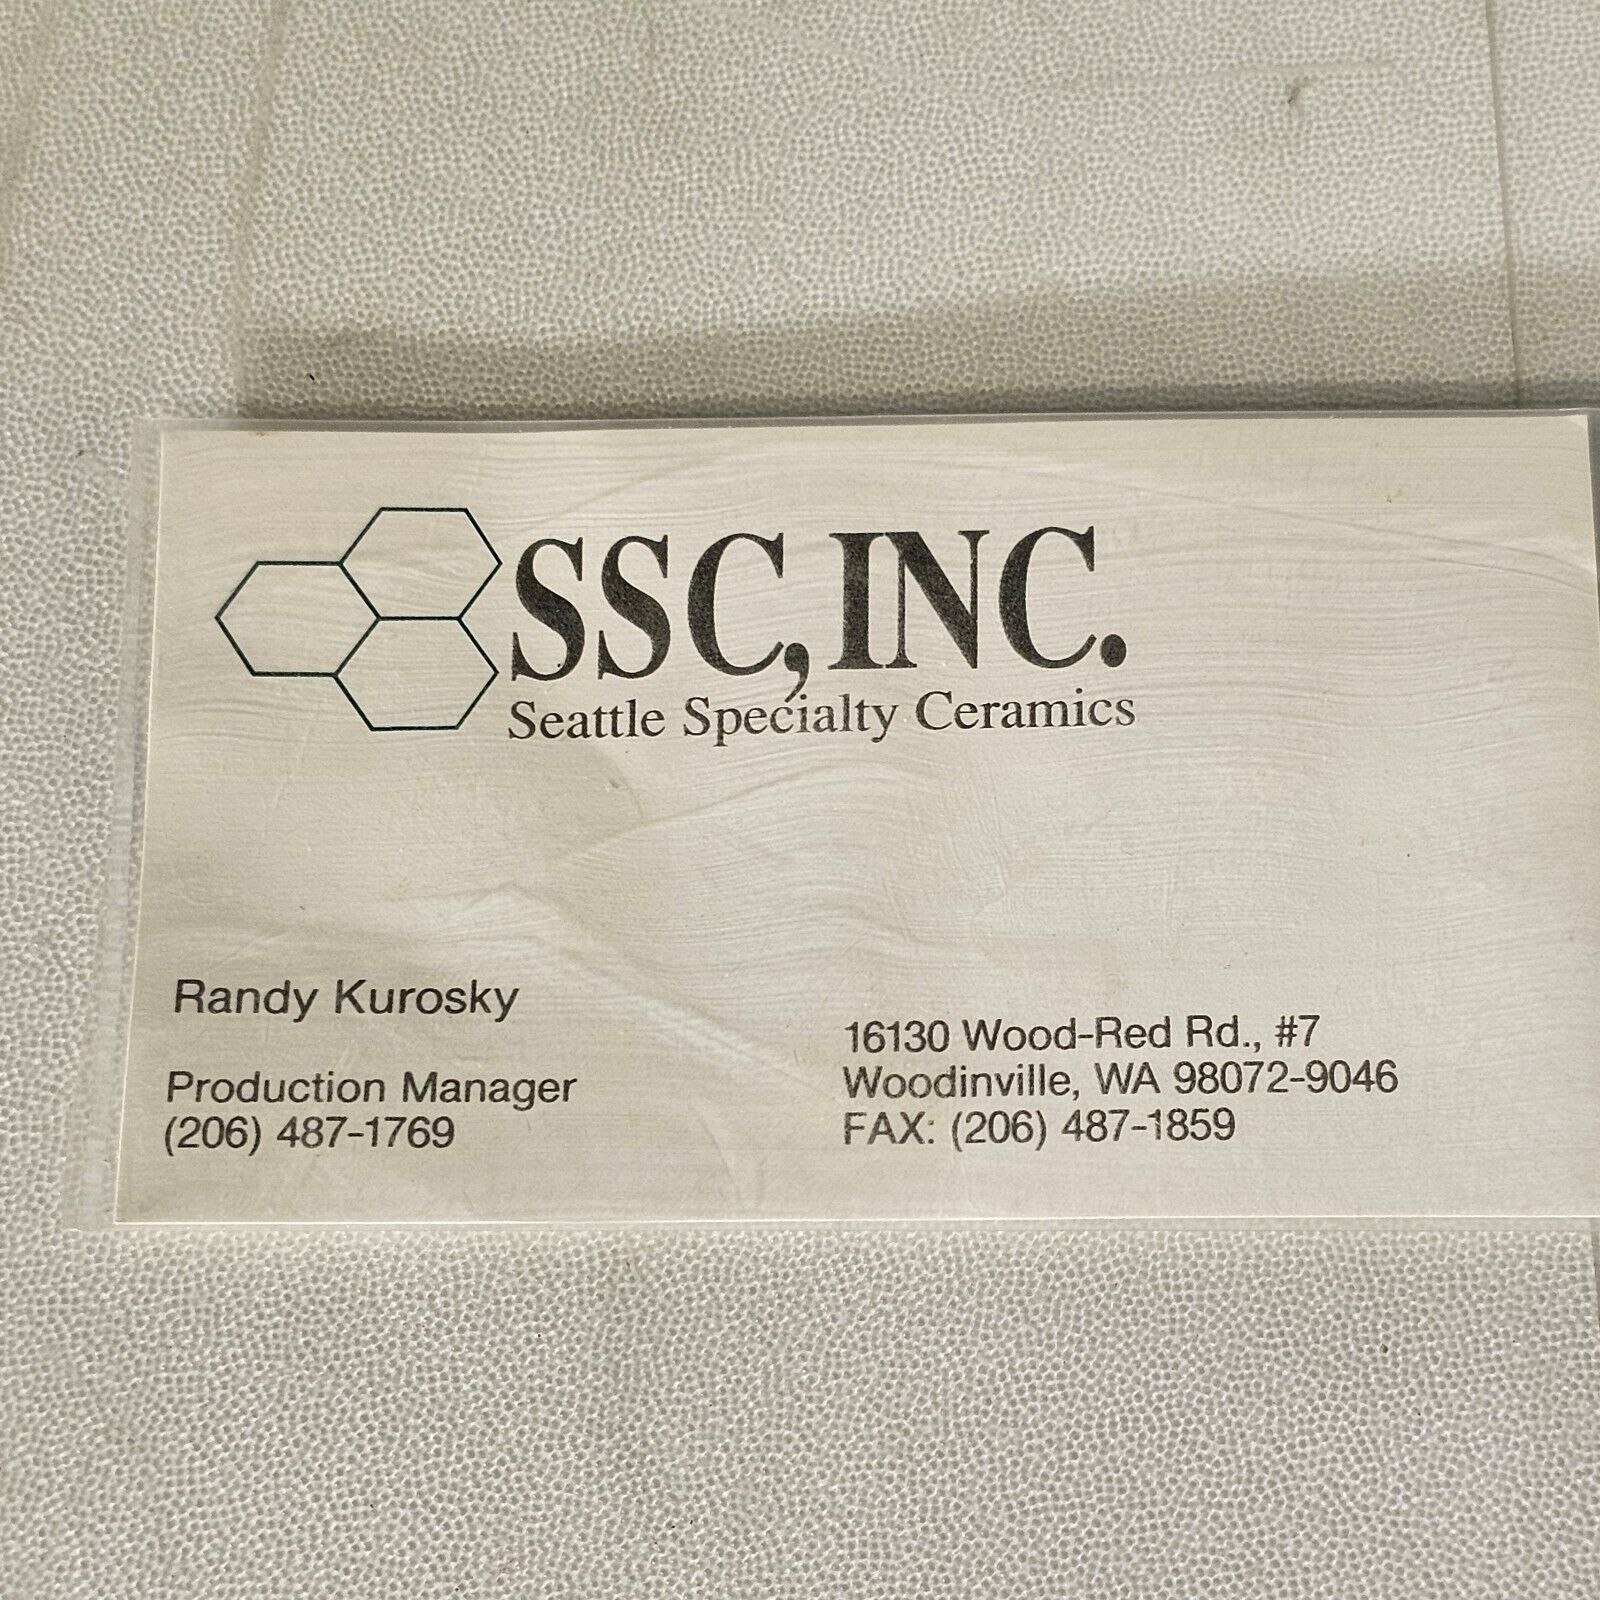 SSC, INC.
Seattle Specialty Ceramics
Randy Kurosky
Production Manager
(206) 487-1769
16130 Wood-Red Rd., #7
Woodinville, WA 98072-9046
FAX: (206) 487-1859